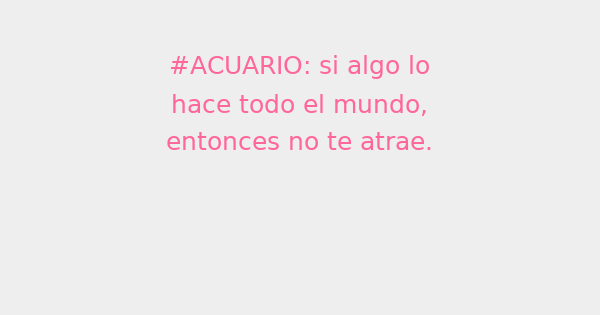 #ACUARIO: si algo lo
hace todo el mundo,
entonces no te atrae.